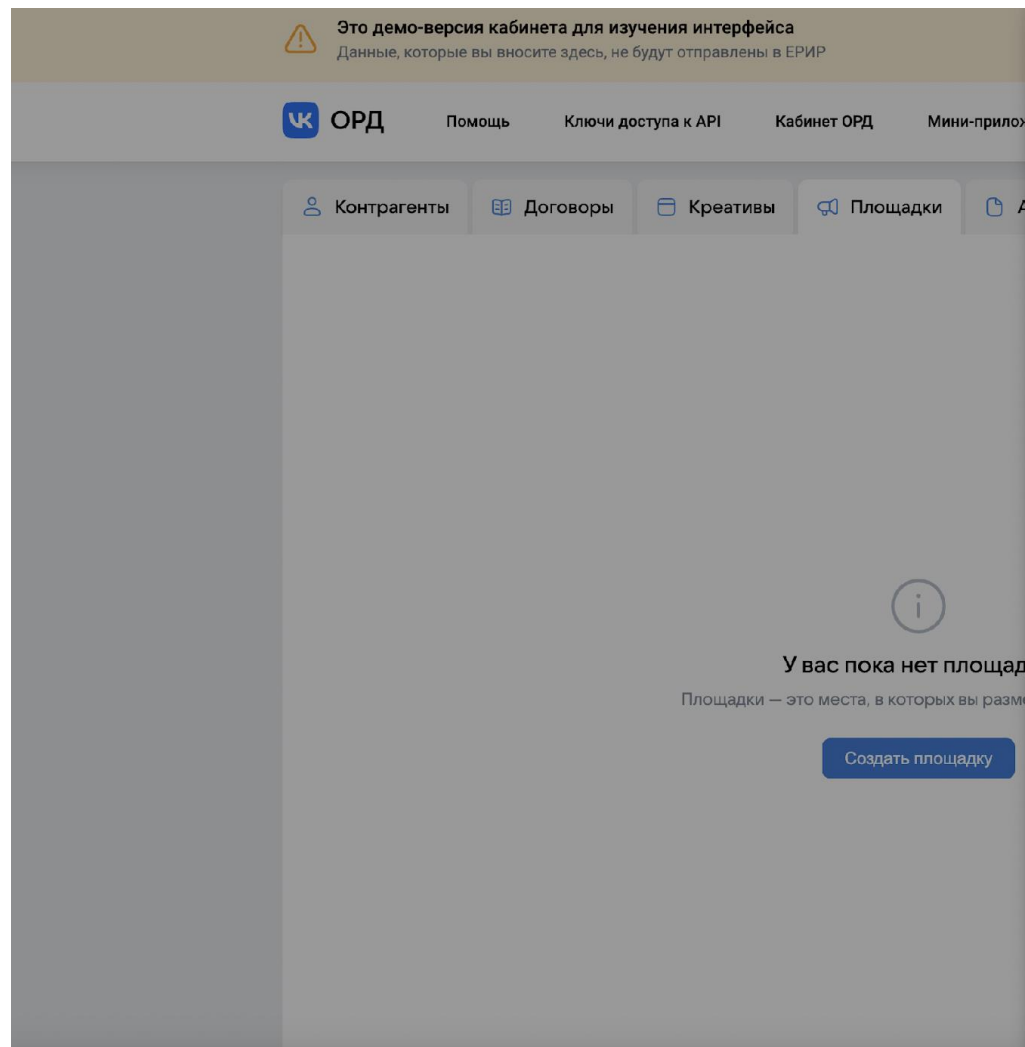 Это демо-версия кабинета для изучения интерфейса
Данные, которые вы вносите здесь, не будут отправлены в ЕРИР
ОРД Помощь Ключи доступа к API Кабинет ОРД
Контрагенты Договоры Креативы Площадки
У вас пока нет
Площадки — это места, в которых вы
Создать площадку